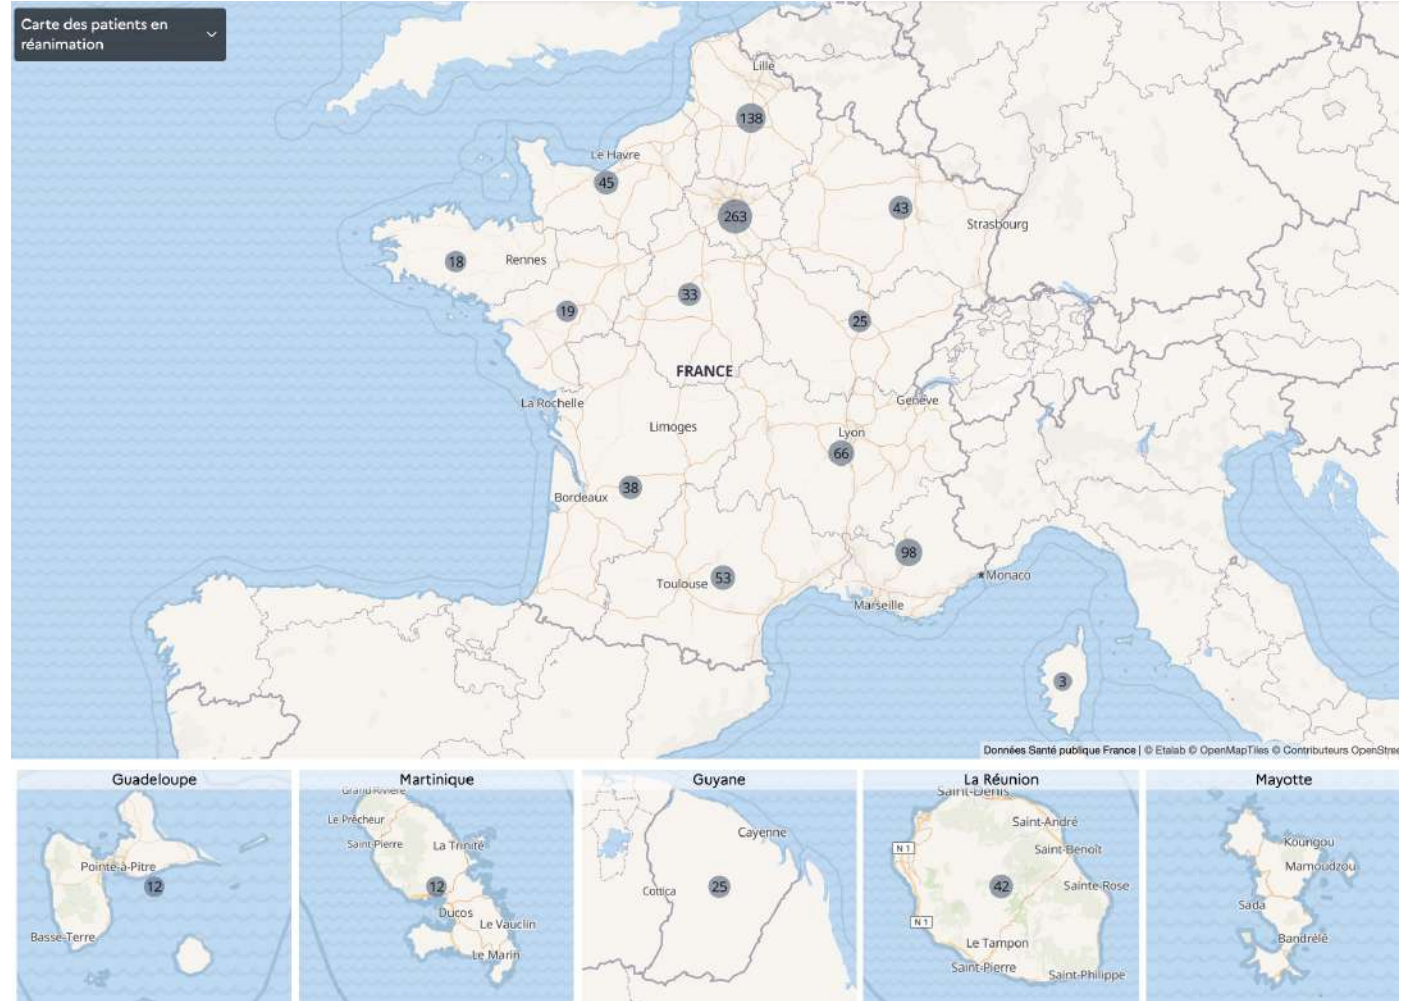 Carte des patients en
réanimation
Lille
138
Le Havre
45
263
43
Strasbourg
18
Rennes
33
19
25
FRANCE
La Rochelle
Genève
Limoges
Lyon
66
38
Bordeaux
98
53
Toulouse
Monaco
Marseille
3
Données Santé publique France | © Etalab © OpenMapTiles © Contributeurs OpenStree
Guadeloupe
Pointe-à-Pitre
12
Basse-Terre
Martinique
Grand'Rivière
Le Prêcheur
Saint-Pierre
La Trinité
12
Ducos
Le Vauclin
Le Marin
Guyane
Cayenne
Cottica
25
La Réunion
Saint-Denis
Saint-André
N 1
Saint-Benoît
42
Sainte-Rose
N 1
Le Tampon
Saint-Pierre
Saint-Philippe
Mayotte
Koungou
Mamoudzou
Sada
Bandrélé